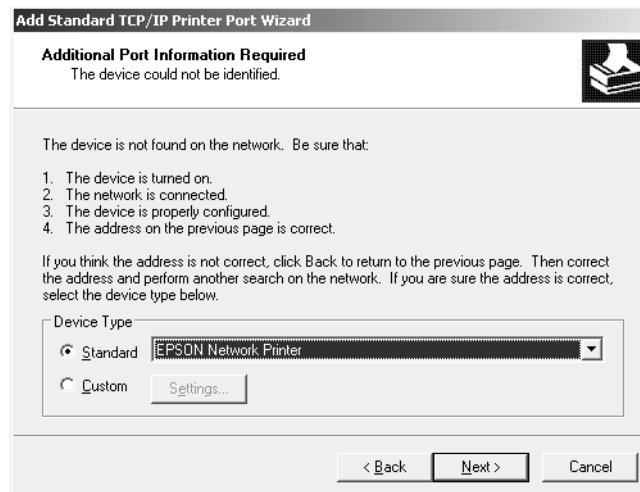 Add Standard TCP/IP Printer Port Wizard
Additional Port Information Required
The device could not be identified.
The device is not found on the network.  Be sure that:
1.  The device is turned on.
2.  The network is connected.
3.  The device is properly configured.
4.  The address on the previous page is correct.
If you think the address is not correct, click Back to return to the previous page.  Then correct
the address and perform another search on the network.  If you are sure the address is correct,
select the device type below.
Device Type
Standard EPSON Network Printer
Custom Settings...
< Back Next > Cancel